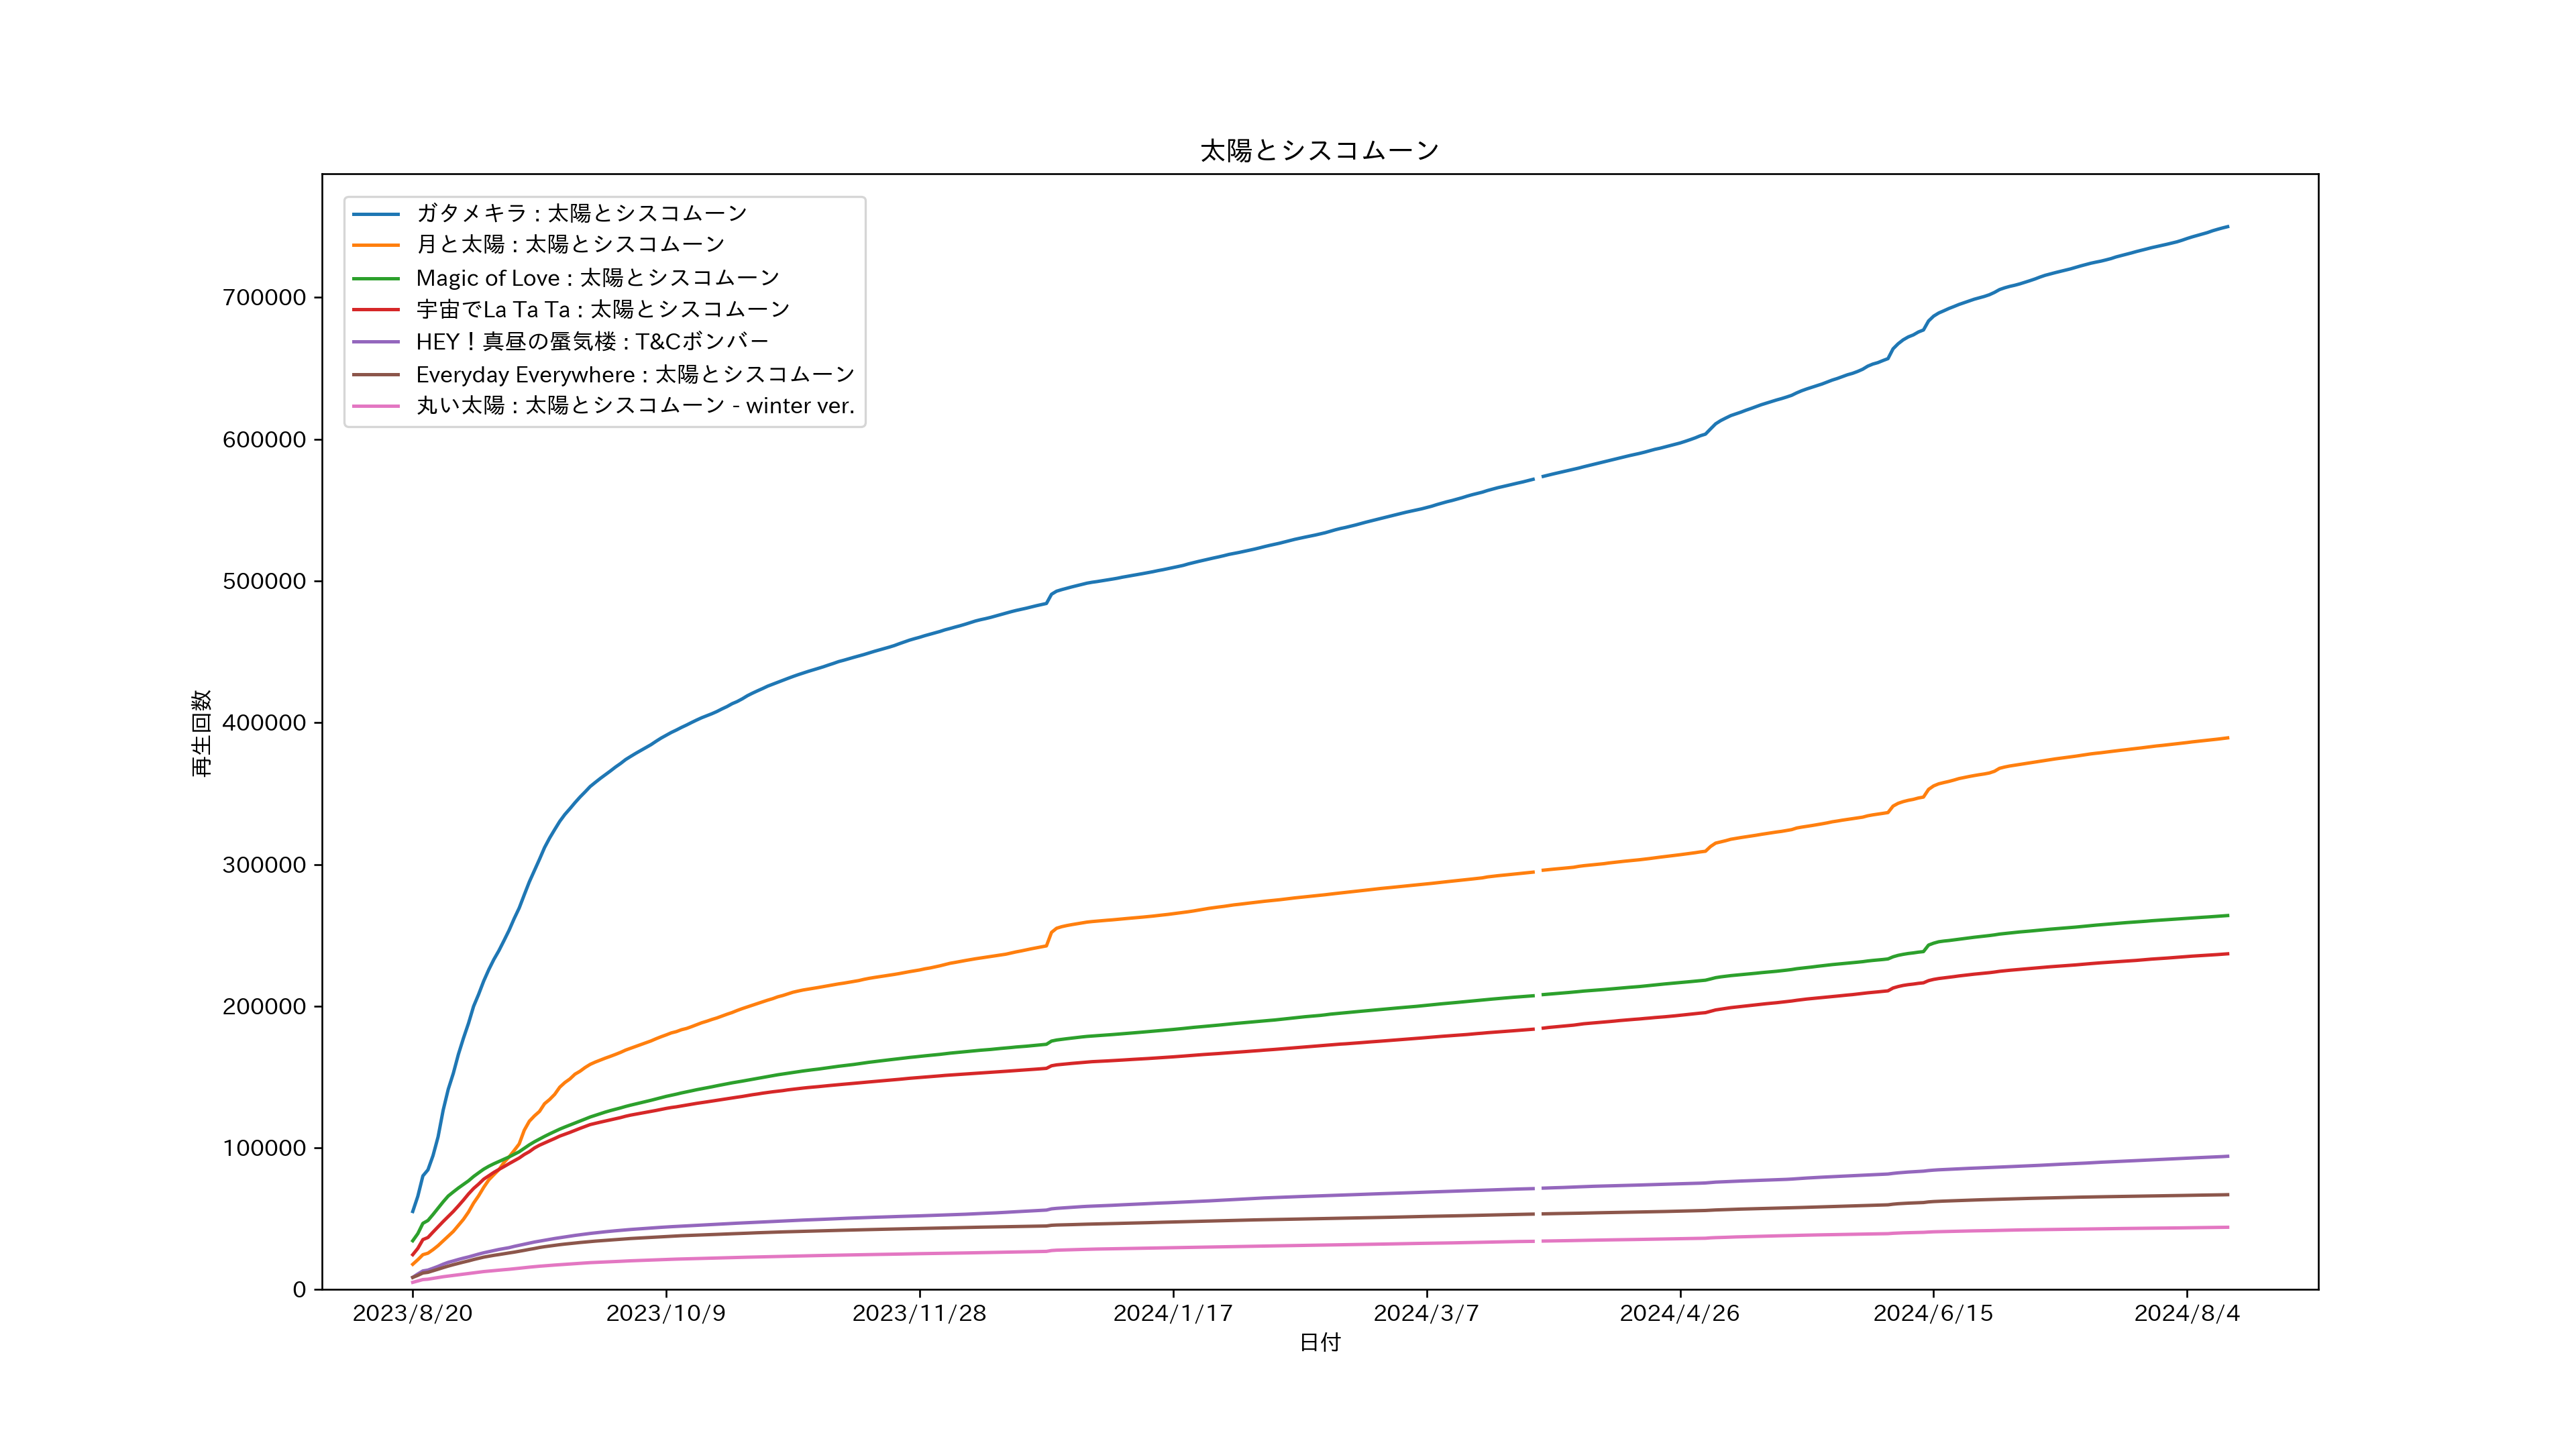 太陽とシスコムーン
ガタメキラ : 太陽とシスコムーン
月と太陽 : 太陽とシスコムーン
Magic of Love : 太陽とシスコムーン
宇宙でLa Ta Ta : 太陽とシスコムーン
HEY！真昼の蜃気楼 : T&Cボンバー
Everyday Everywhere : 太陽とシスコムーン
丸い太陽 : 太陽とシスコムーン - winter ver.
再生回数
700000
600000
500000
400000
300000
200000
100000
0
2023/8/20 2023/10/9 2023/11/28 2024/1/17 2024/3/7 2024/4/26 2024/6/15 2024/8/4
日付